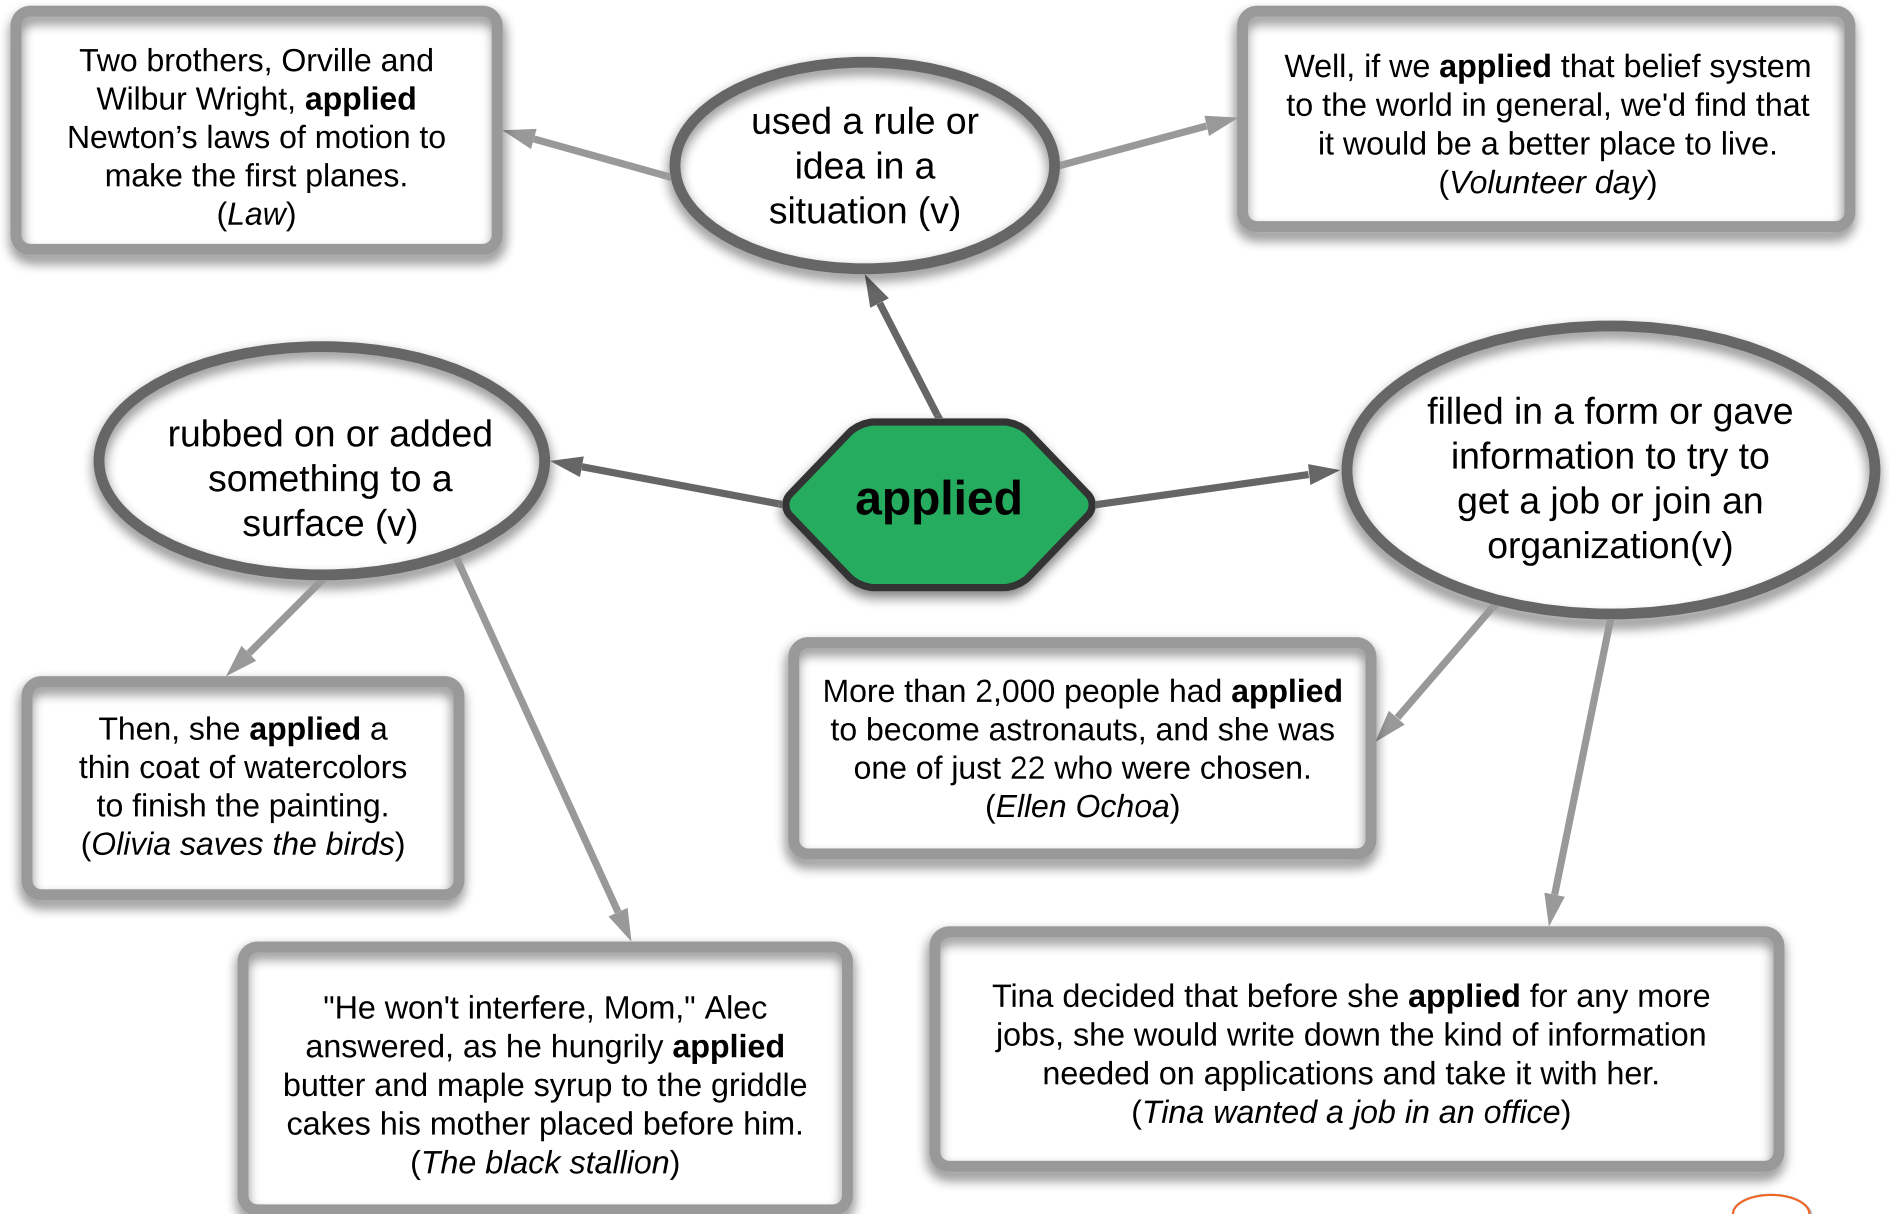 Two brothers, Orville and
Wilbur Wright, applied
Newton’s laws of motion to
make the first planes.
(Law)
used a rule or
idea in a
situation (v)
Well, if we applied that belief system
to the world in general, we'd find that
it would be a better place to live.
(Volunteer day)
rubbed on or added
something to a
surface (v)
applied
filled in a form or gave
information to try to
get a job or join an
organization(v)
Then, she applied a
thin coat of watercolors
to finish the painting.
(Olivia saves the birds)
More than 2,000 people had applied
to become astronauts, and she was
one of just 22 who were chosen.
(Ellen Ochoa)
"He won't interfere, Mom," Alec
answered, as he hungrily applied
butter and maple syrup to the griddle
cakes his mother placed before him.
(The black stallion)
Tina decided that before she applied for any more
jobs, she would write down the kind of information
needed on applications and take it with her.
(Tina wanted a job in an office)